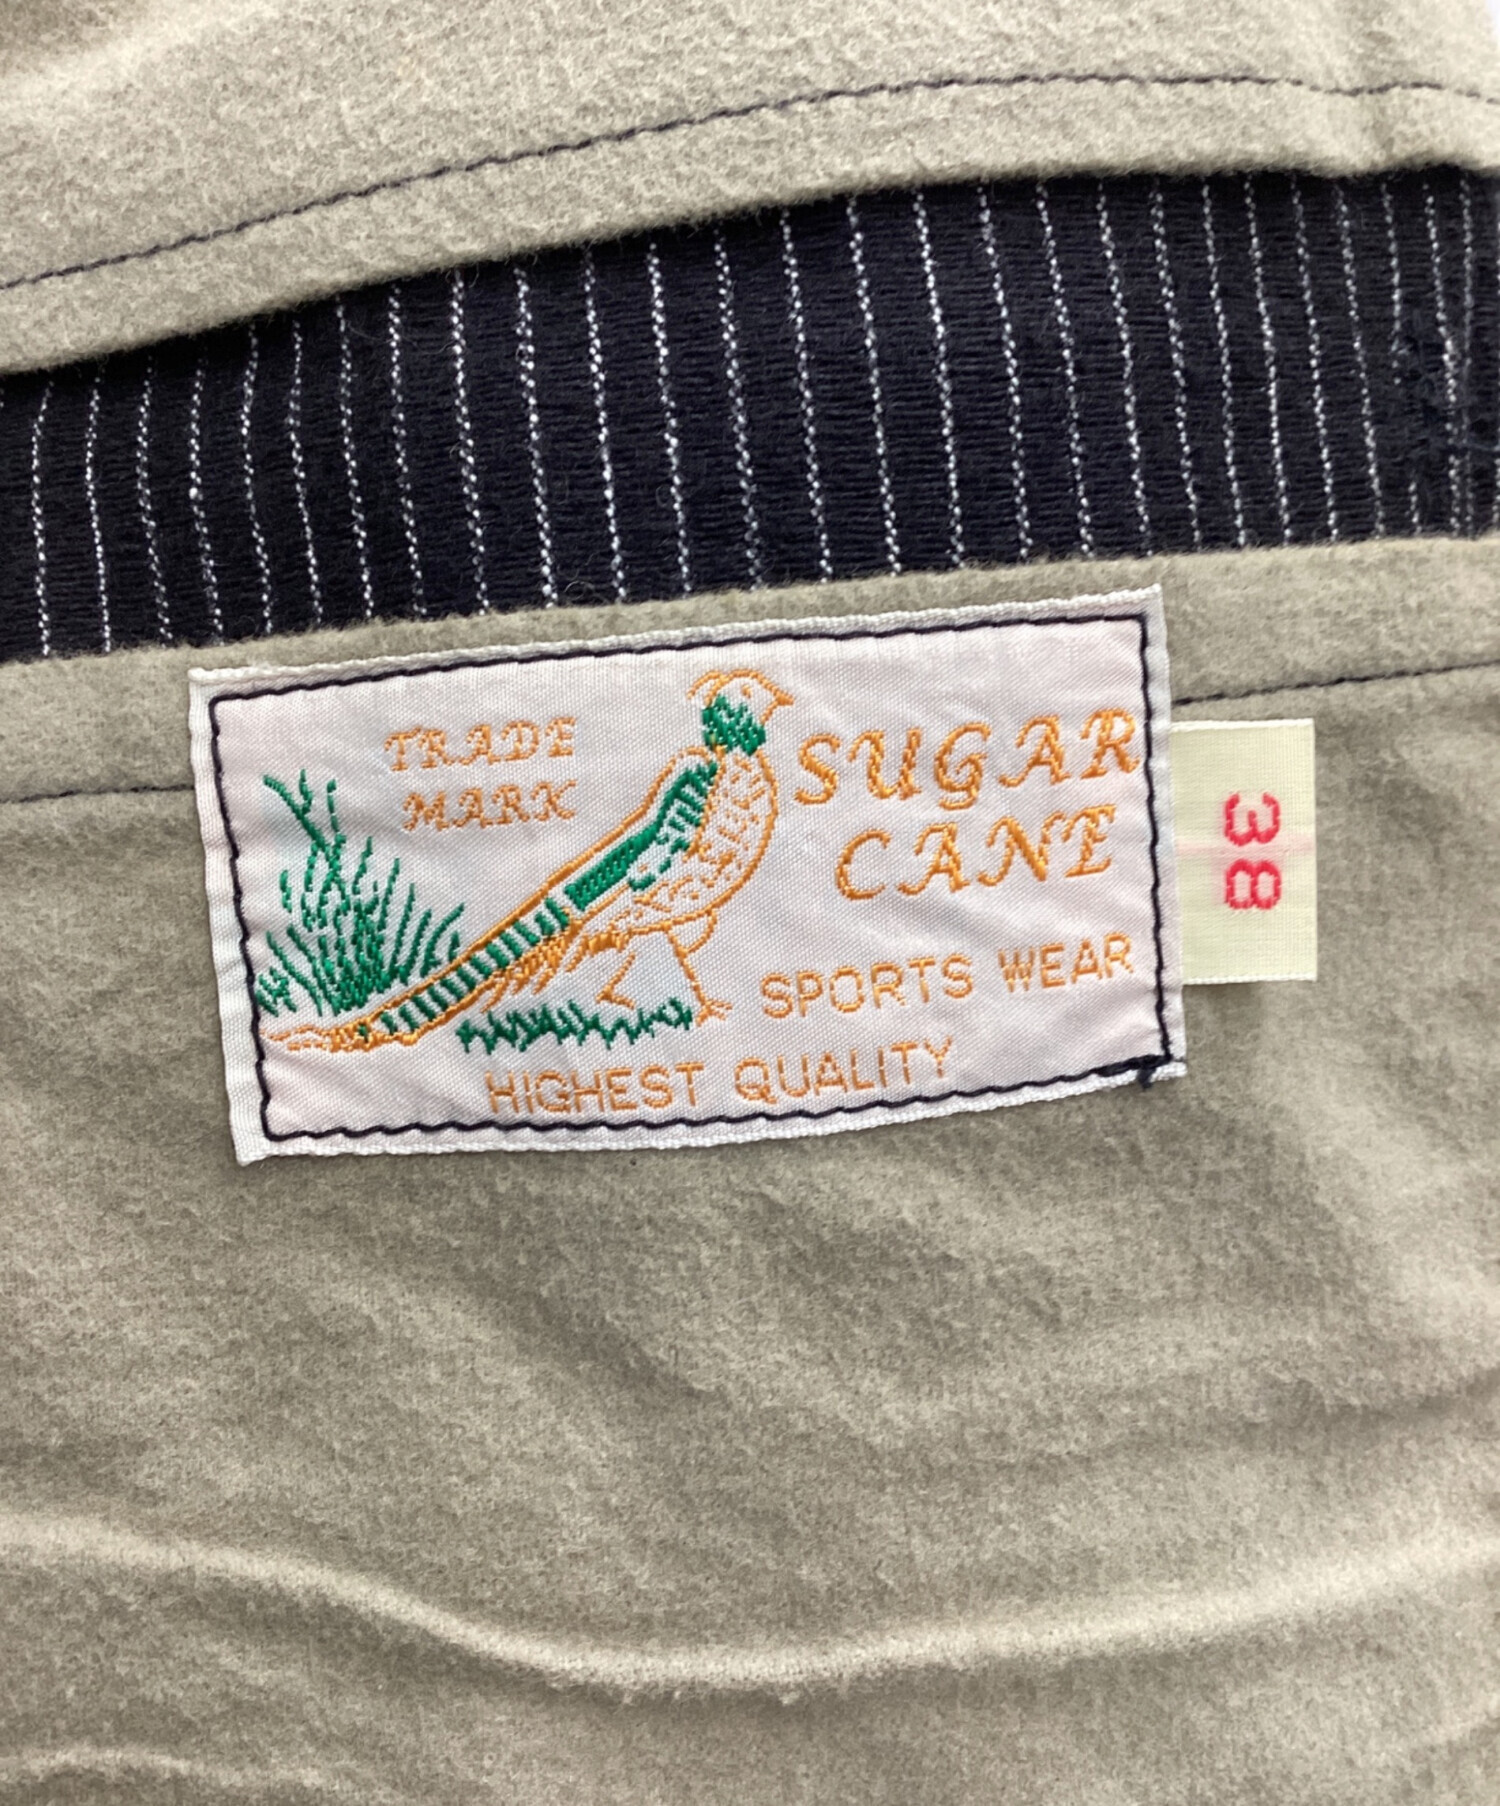 TRADE
MARK
SUGAR
CANE
SPORTS WEAR
HIGHEST QUALITY
38